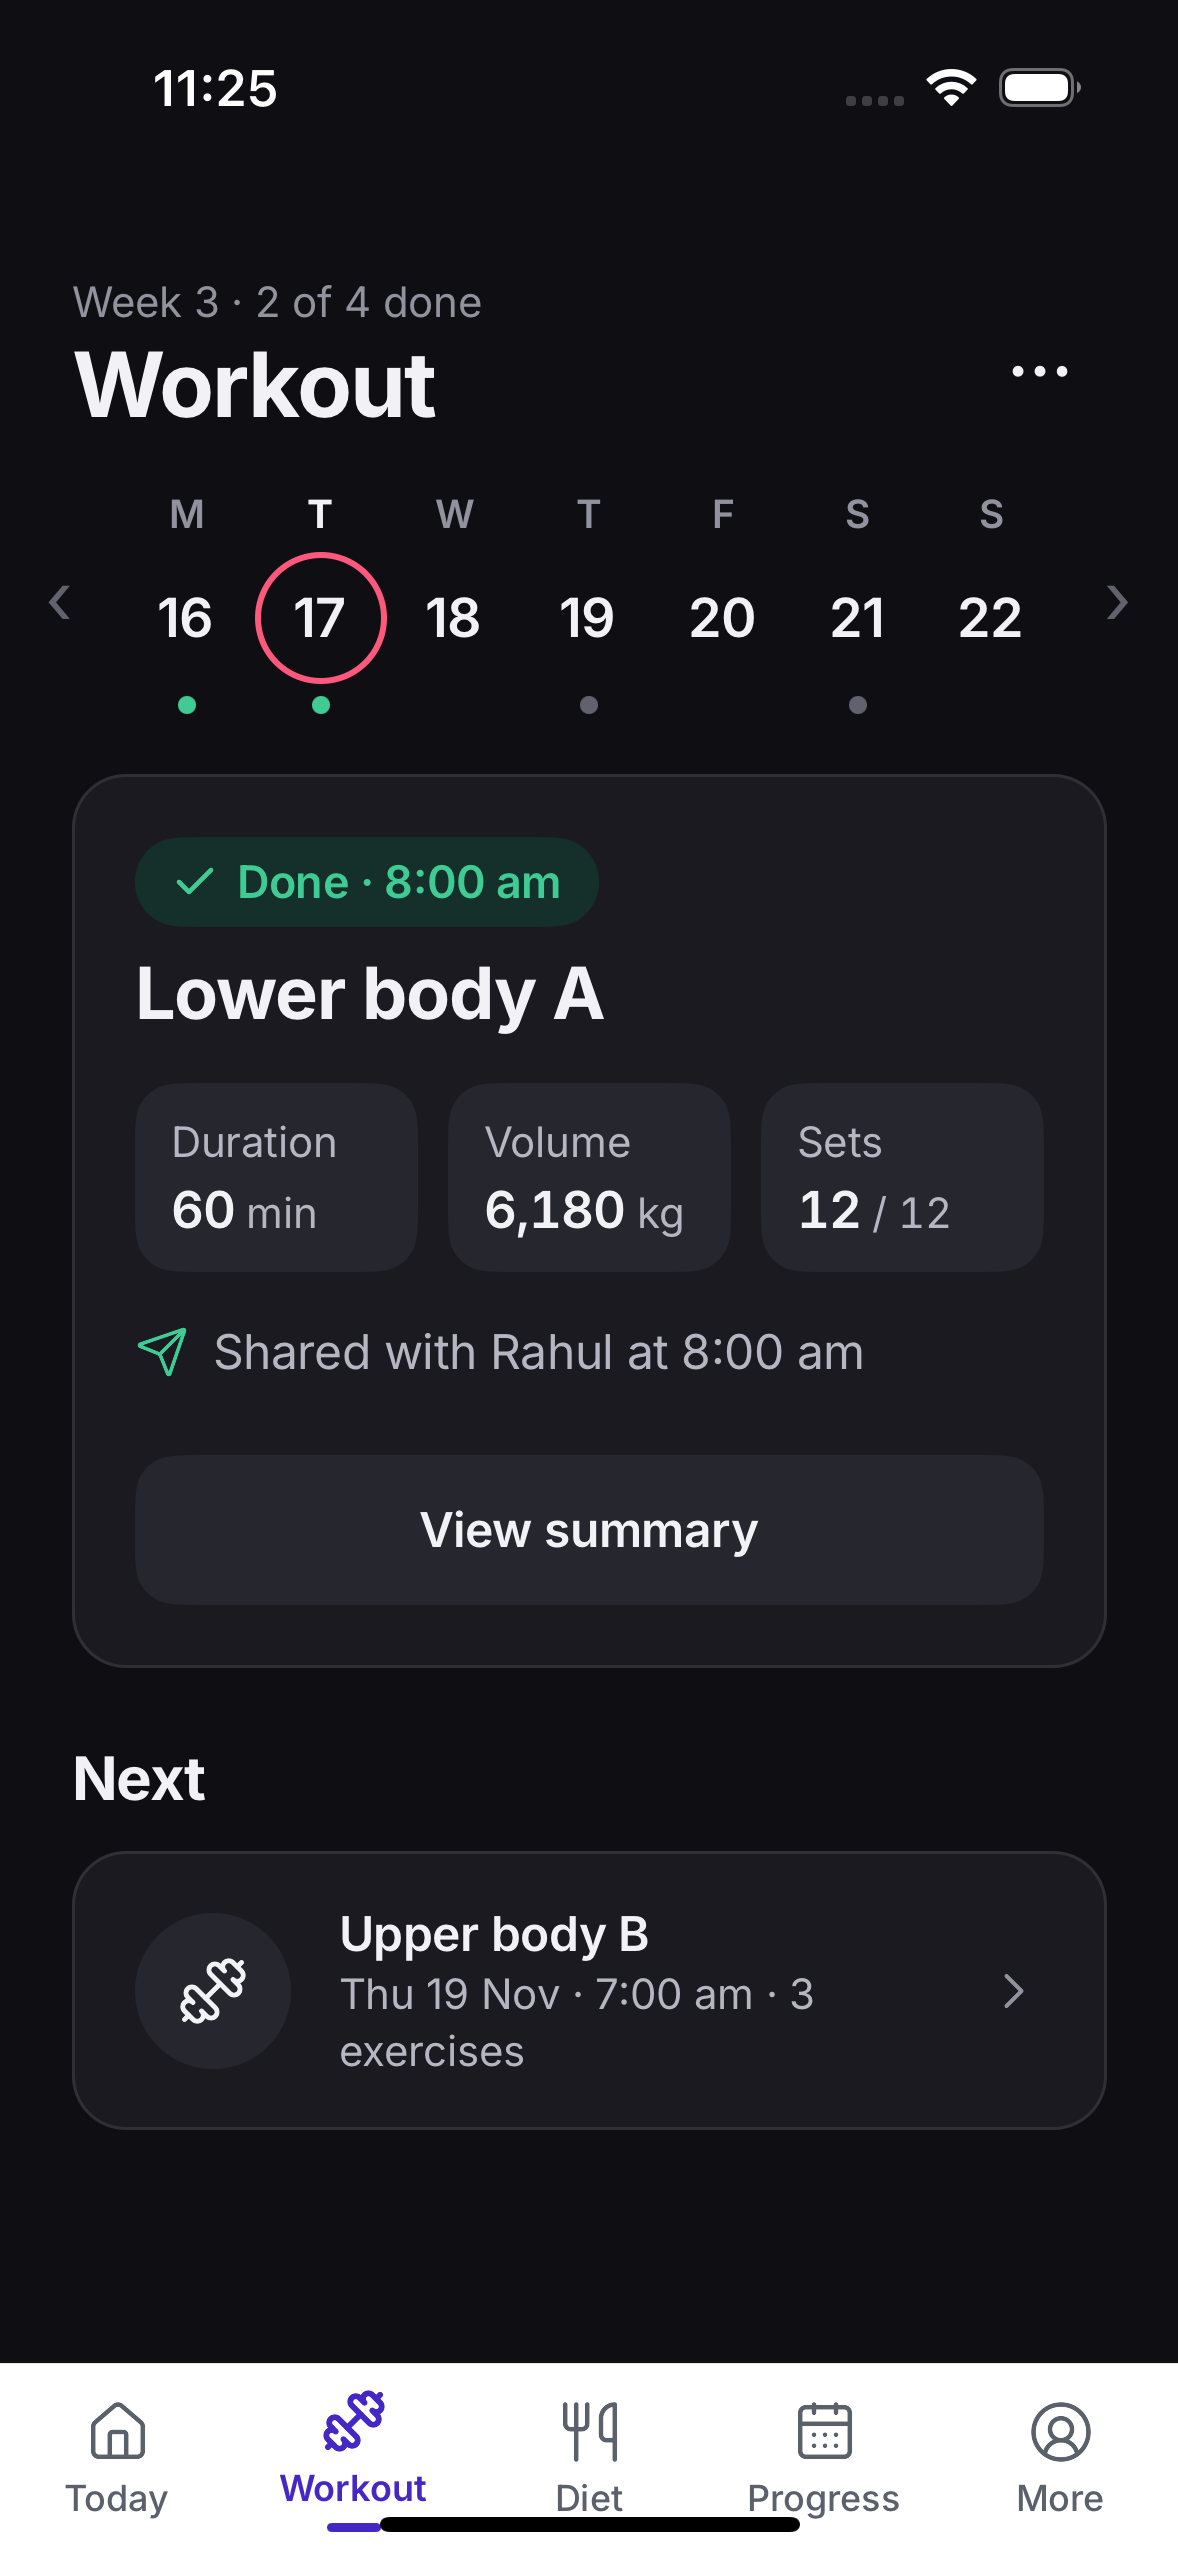 11:25
Week 3 · 2 of 4 done
Workout
M T W T F S S
16 17 18 19 20 21 22
Done · 8:00 am
Lower body A
Duration Volume Sets
60 min 6,180 kg 12 / 12
Shared with Rahul at 8:00 am
View summary
Next
Upper body B
Thu 19 Nov · 7:00 am · 3
exercises
Today Workout Diet Progress More